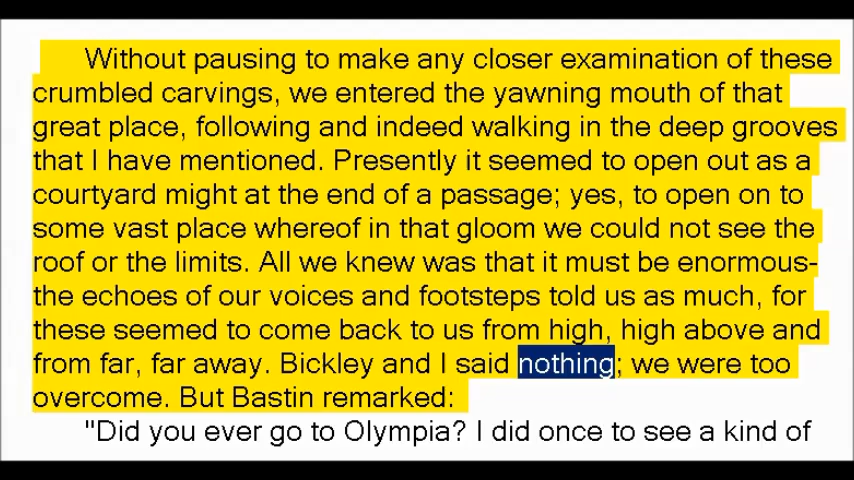 Without pausing to make any closer examination of these
crumbled carvings, we entered the yawning mouth of that
great place, following and indeed walking in the deep grooves
that I have mentioned. Presently it seemed to open out as a
courtyard might at the end of a passage; yes, to open on to
some vast place whereof in that gloom we could not see the
roof or the limits. All we knew was that it must be enormous-
the echoes of our voices and footsteps told us as much, for
these seemed to come back to us from high, high above and
from far, far away. Bickley and I said nothing; we were too
overcome. But Bastin remarked:
"Did you ever go to Olympia? I did once to see a kind of